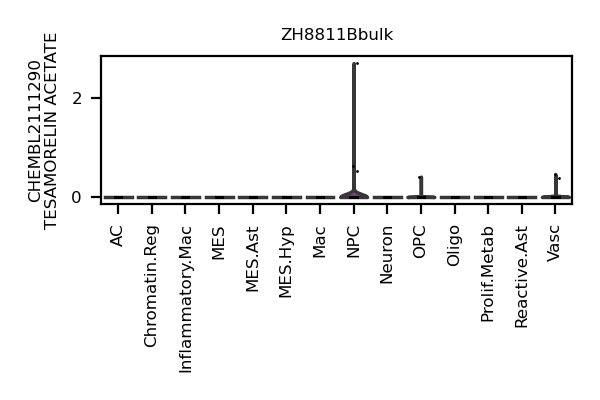 ZH8811Bbulk
CHEMBL2111290
TESAMORELIN ACETATE
2
0
AC
Chromatin.Reg
Inflammatory.Mac
MES
MES.Ast
MES.Hyp
Mac
NPC
Neuron
OPC
Oligo
Prolif.Metab
Reactive.Ast
Vasc